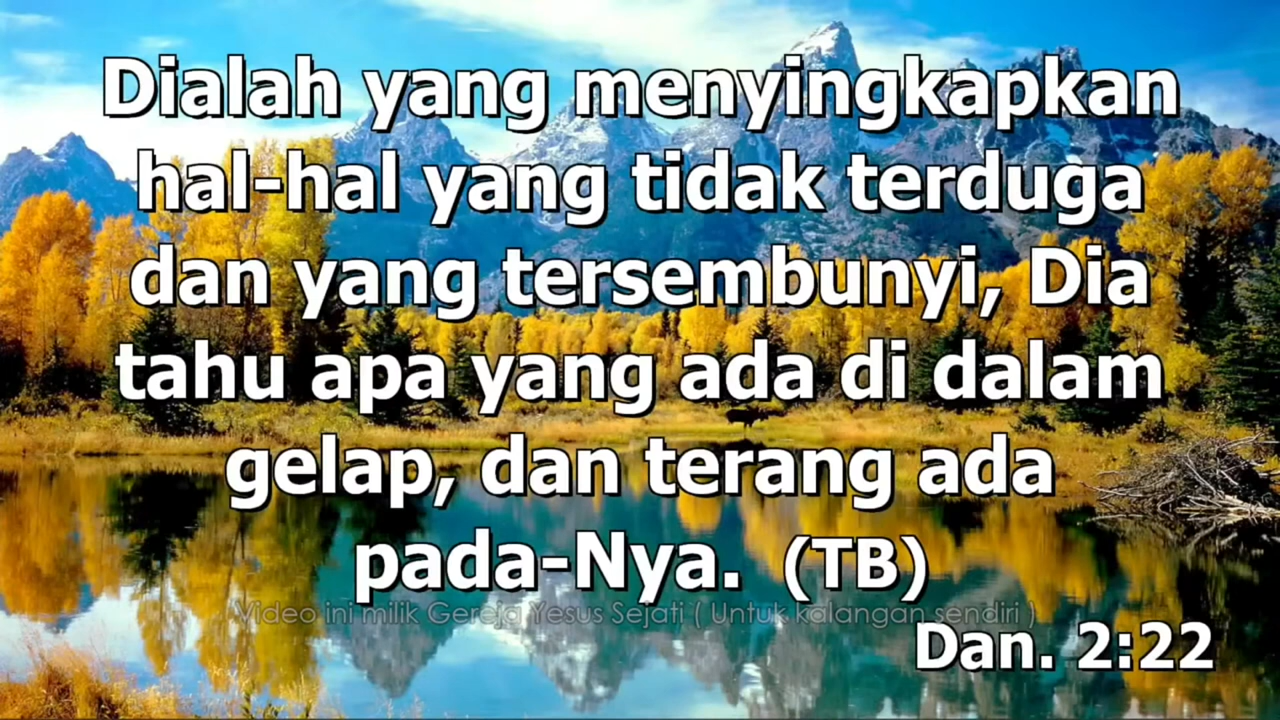 Dialah yang menyingkapkan
hal-hal yang tidak terduga
dan yang tersembunyi, Dia
tahu apa yang ada di dalam
gelap, dan terang ada
pada-Nya. (TB)
Video ini milik Gereja Yesus Sejati ( Untuk kalangan sendiri )
Dan. 2:22